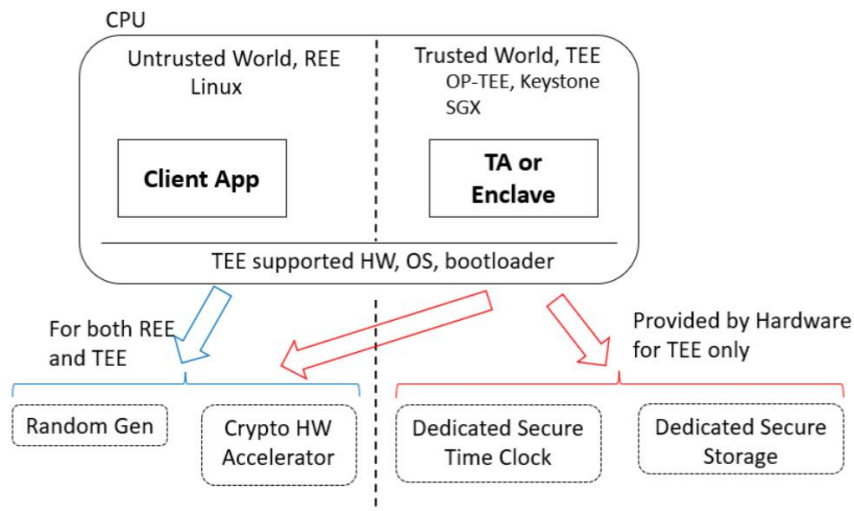 CPU
Untrusted World, REE
Linux
Trusted World, TEE
OP-TEE, Keystone
SGX
Client App
TA or
Enclave
TEE supported HW, OS, bootloader
For both REE
and TEE
Provided by Hardware
for TEE only
Random Gen
Crypto HW
Accelerator
Dedicated Secure
Time Clock
Dedicated Secure
Storage